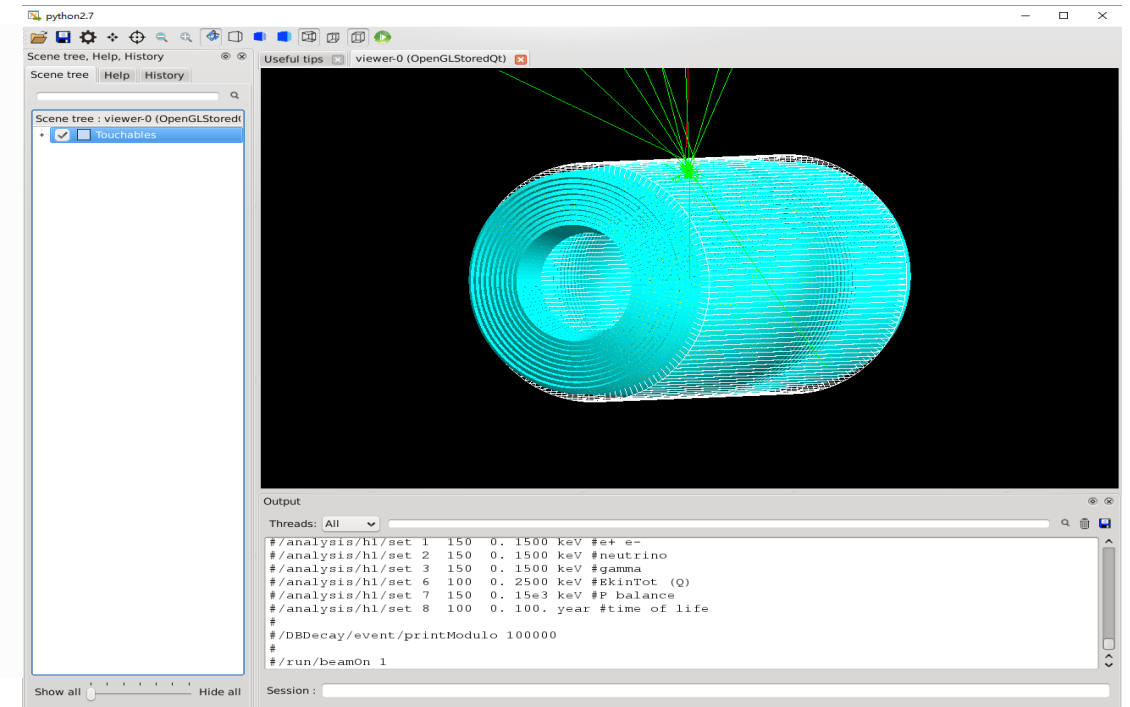 python2.7
Scene tree, Help, History
Useful tips
viewer-0 (OpenGLStoredQt)
Scene tree
Help
History
Scene tree : viewer-0 (OpenGLStored(
Touchables
Output
Threads: All
#/analysis/h1/set 1 150 0. 1500 keV #e+ e-
#/analysis/h1/set 2 150 0. 1500 keV #neutrino
#/analysis/h1/set 3 150 0. 1500 keV #gamma
#/analysis/h1/set 6 100 0. 2500 keV #EkinTot (Q)
#/analysis/h1/set 7 150 0. 15e3 keV #P balance
#/analysis/h1/set 8 100 0. 100. year #time of life
#
#/DBDecay/event/printModulo 100000
#
#/run/beamOn 1
Show all
Hide all
Session :